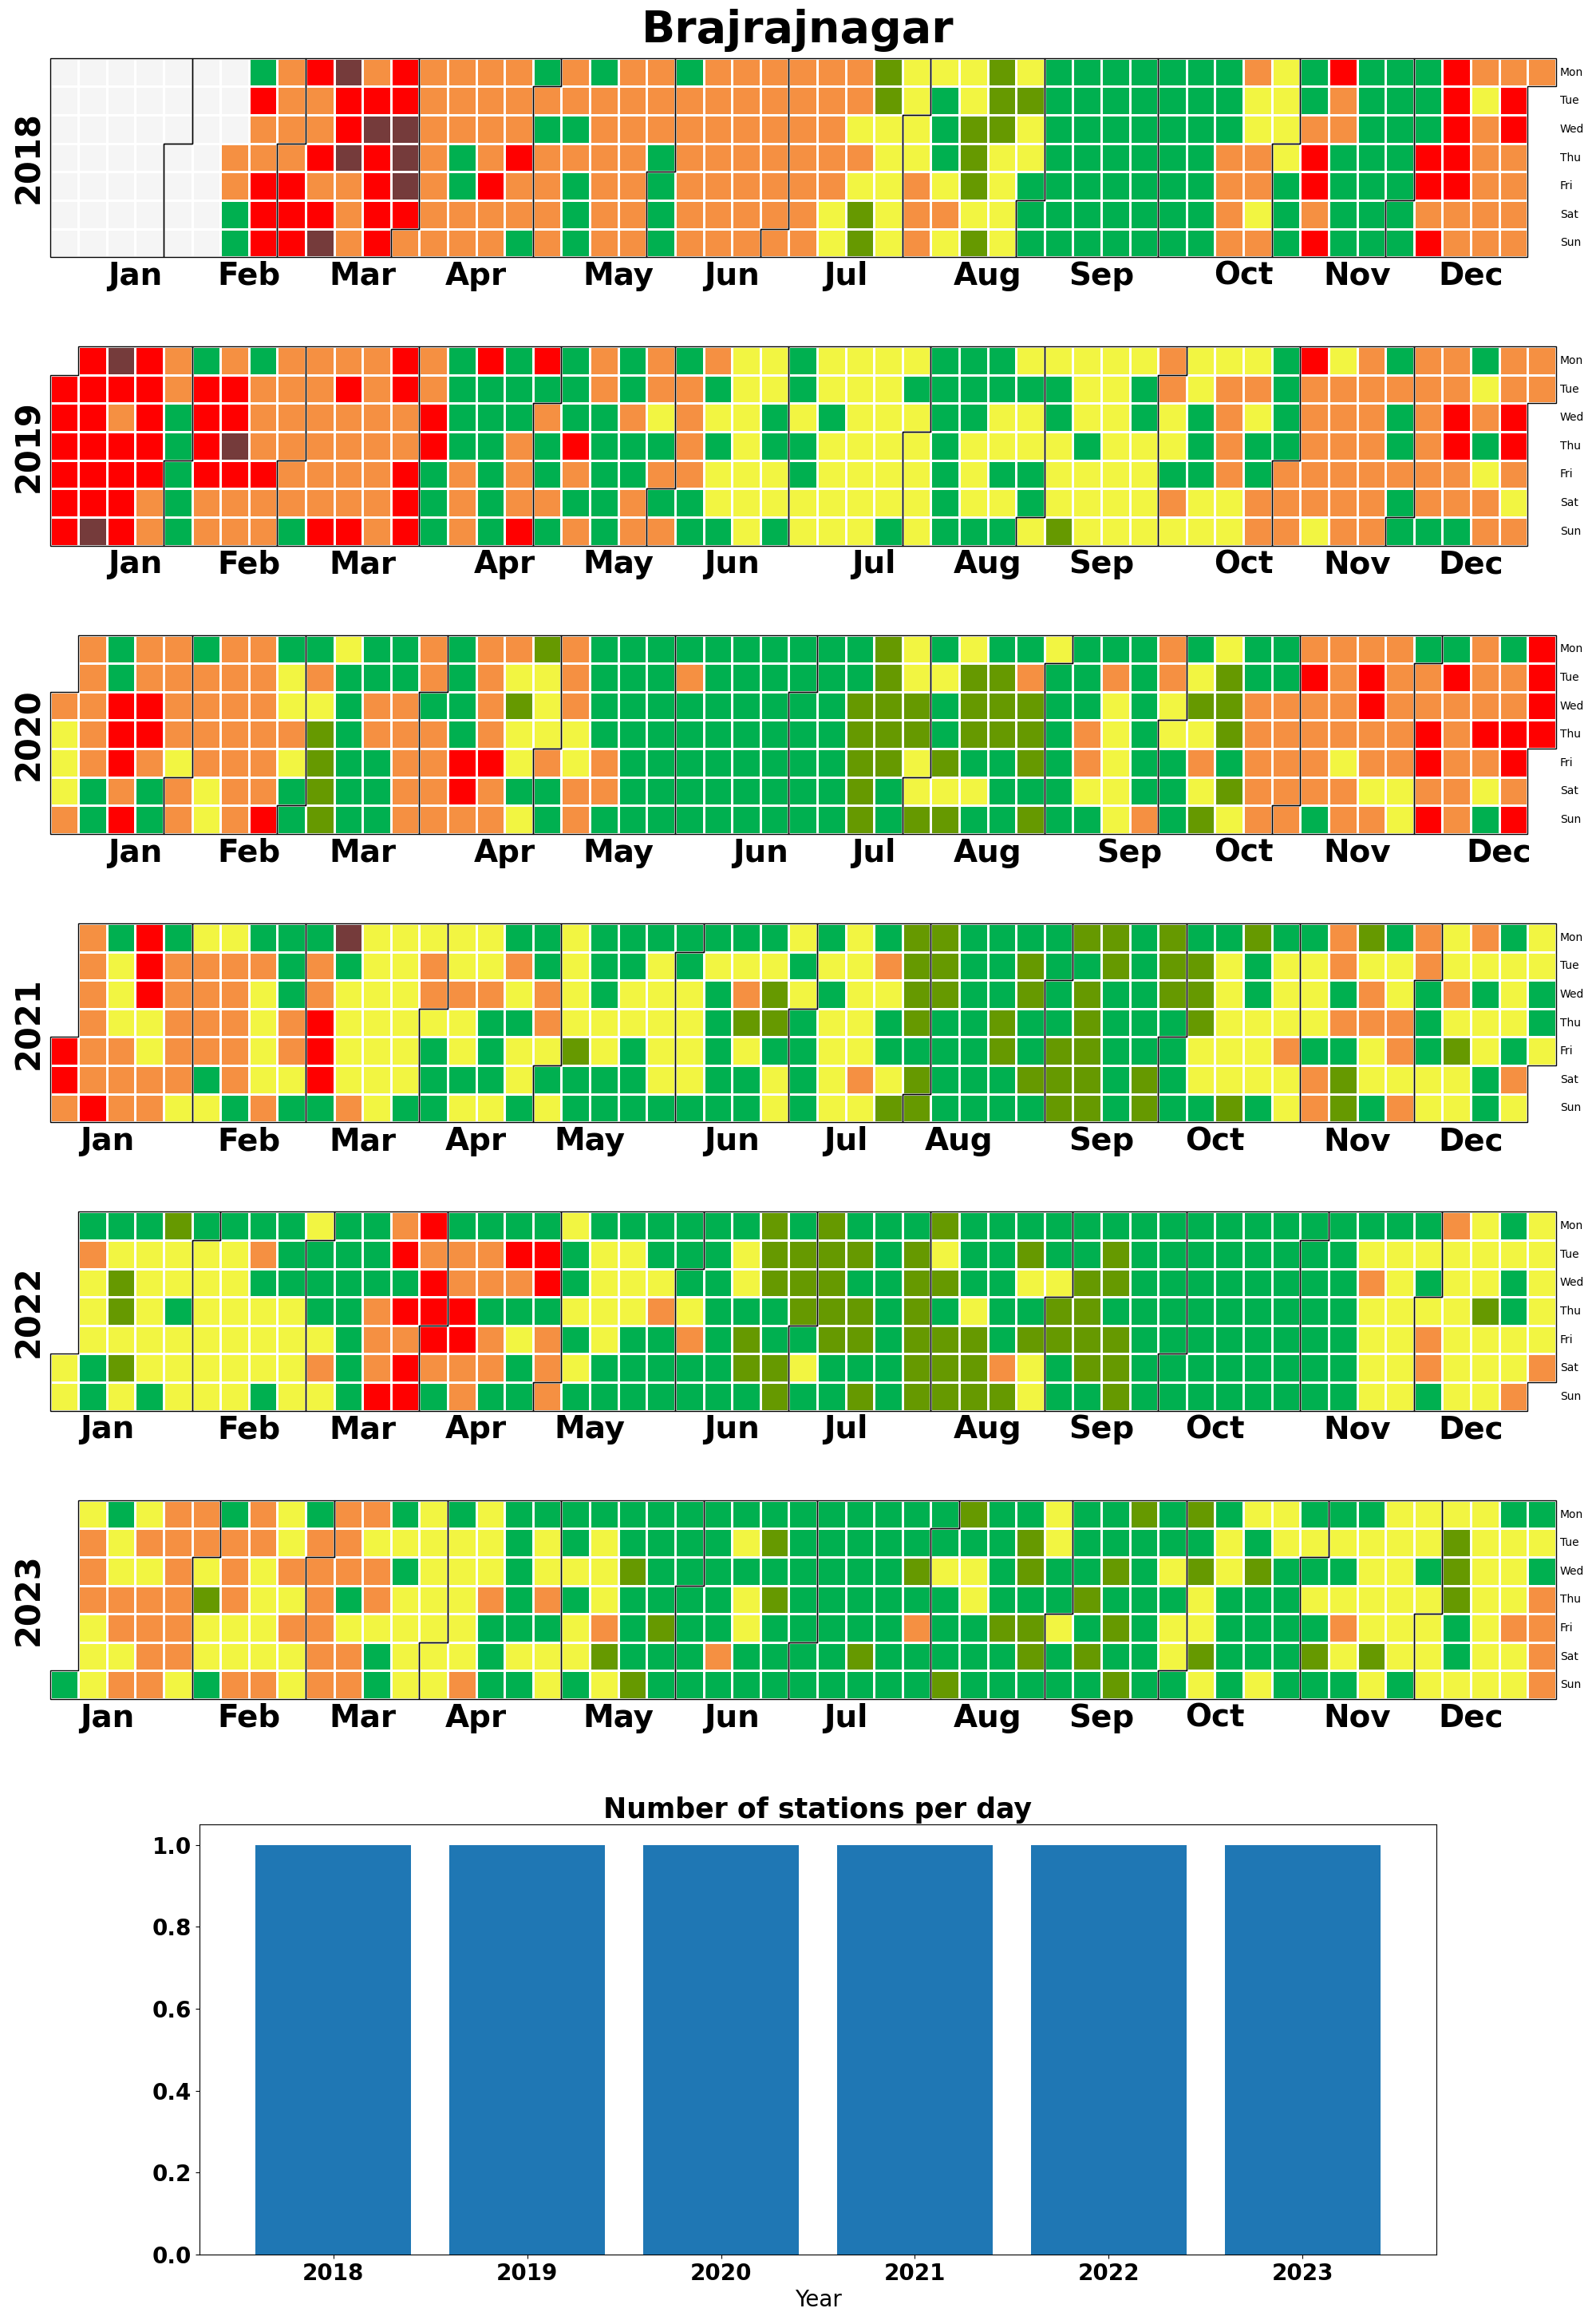 Brajrajnagar
2018
Mon
Tue
Wed
Thu
Fri
Sat
Sun
Jan Feb Mar Apr May Jun Jul Aug Sep Oct Nov Dec
2019
Mon
Tue
Wed
Thu
Fri
Sat
Sun
Jan Feb Mar Apr May Jun Jul Aug Sep Oct Nov Dec
2020
Mon
Tue
Wed
Thu
Fri
Sat
Sun
Jan Feb Mar Apr May Jun Jul Aug Sep Oct Nov Dec
2021
Mon
Tue
Wed
Thu
Fri
Sat
Sun
Jan Feb Mar Apr May Jun Jul Aug Sep Oct Nov Dec
2022
Mon
Tue
Wed
Thu
Fri
Sat
Sun
Jan Feb Mar Apr May Jun Jul Aug Sep Oct Nov Dec
2023
Mon
Tue
Wed
Thu
Fri
Sat
Sun
Jan Feb Mar Apr May Jun Jul Aug Sep Oct Nov Dec
Number of stations per day
1.0
0.8
0.6
0.4
0.2
0.0
2018 2019 2020 2021 2022 2023
Year